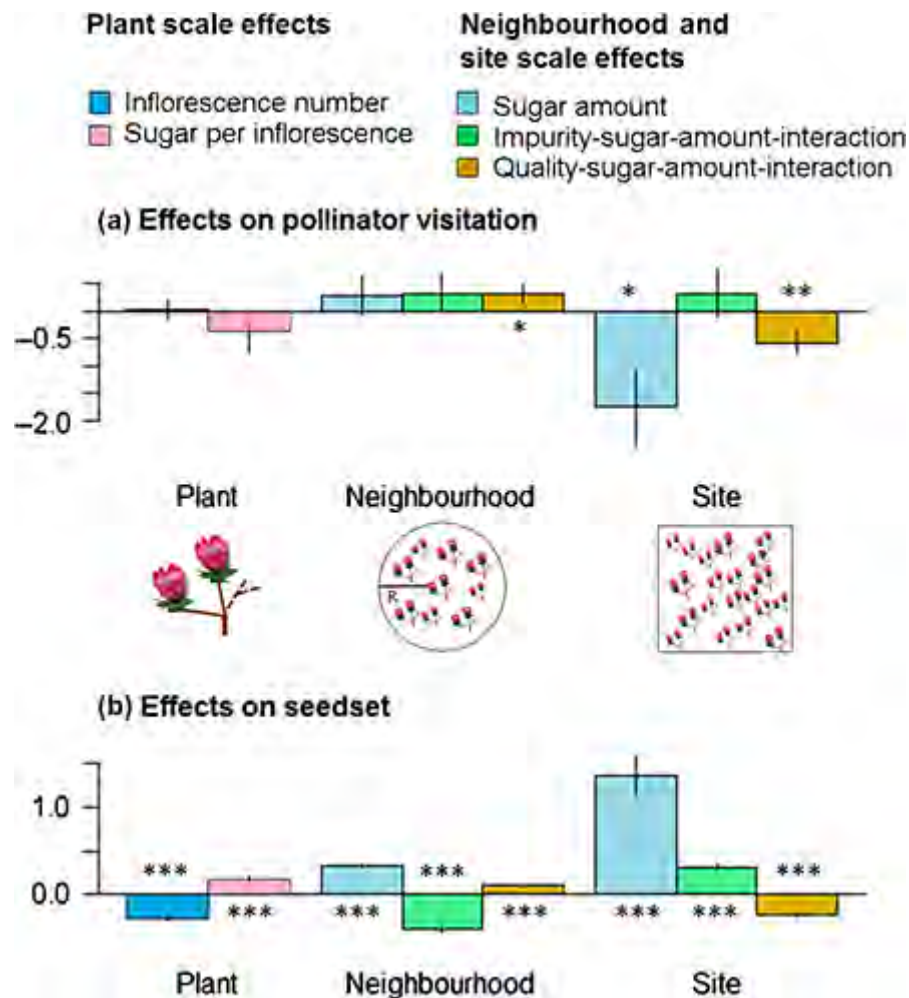 Plant scale effects
Inflorescence number
Sugar per inflorescence
Neighbourhood and
site scale effects
Sugar amount
Impurity-sugar-amount-interaction
Quality-sugar-amount-interaction
(a) Effects on pollinator visitation
* **
–0.5
*
–2.0
Plant Neighbourhood Site
R
(b) Effects on seedset
1.0
*** *** ***
0.0
*** *** *** *** ***
Plant Neighbourhood Site